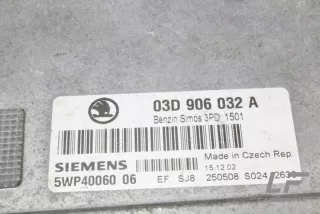 03D 906 032 A
Benzin Simos 3PD 1501
SIEMENS
Made in Czech Rep.
15.12.02
5WP40060 06
EF SJ8 250508 S024
LF